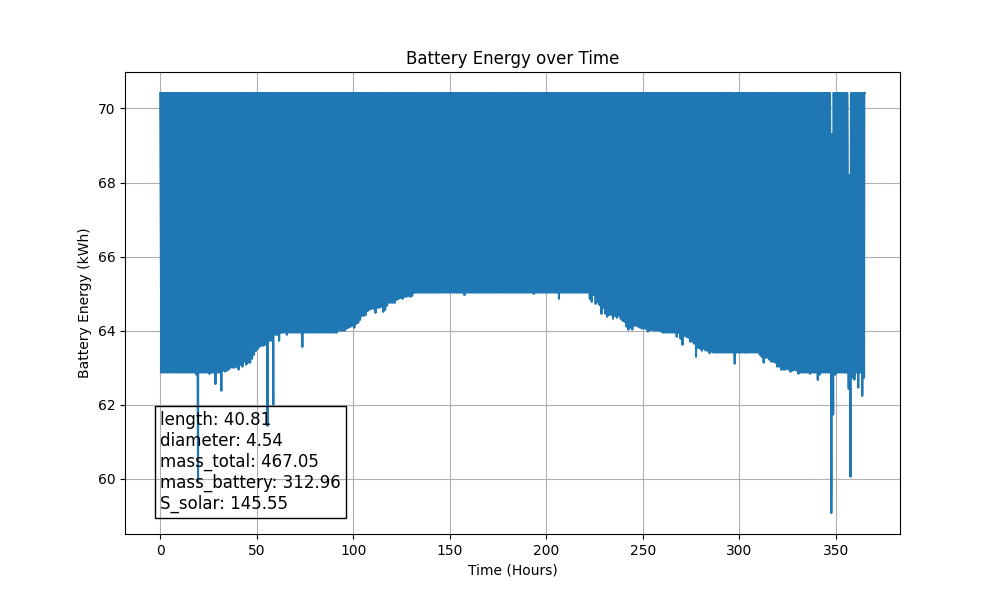 Battery Energy over Time
Battery Energy (kWh)
70
68
66
64
62
60
length: 40.81
diameter: 4.54
mass_total: 467.05
mass_battery: 312.96
S_solar: 145.55
0 50 100 150 200 250 300 350
Time (Hours)